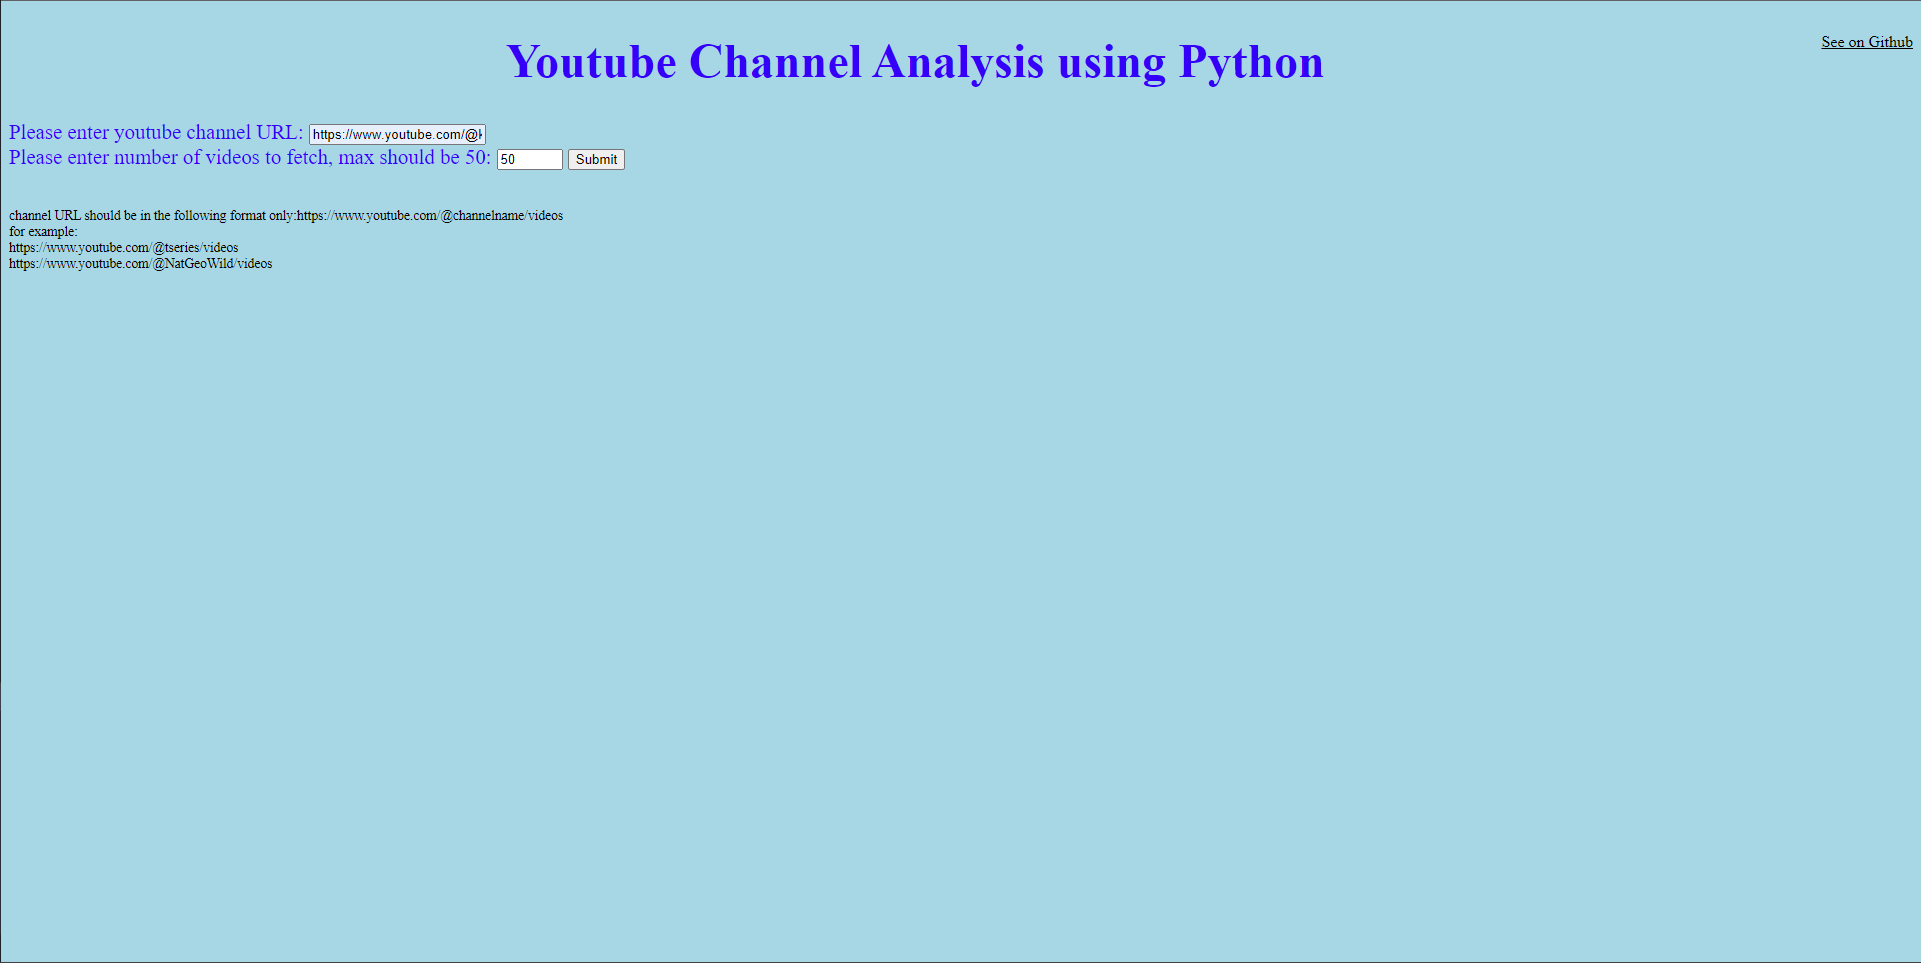 Youtube Channel Analysis using Python
See on Github
Please enter youtube channel URL: https://www.youtube.com/@
Please enter number of videos to fetch, max should be 50: 50 Submit
channel URL should be in the following format only:https://www.youtube.com/@channelname/videos
for example:
https://www.youtube.com/@tseries/videos
https://www.youtube.com/@NatGeoWild/videos